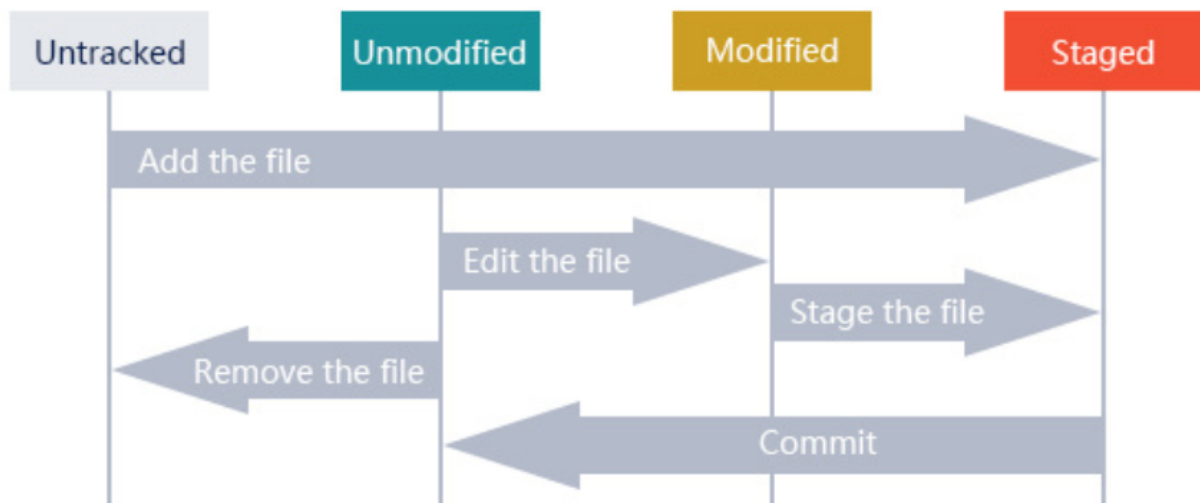 Untracked
Unmodified
Modified
Staged
Add the file
Edit the file
Stage the file
Remove the file
Commit